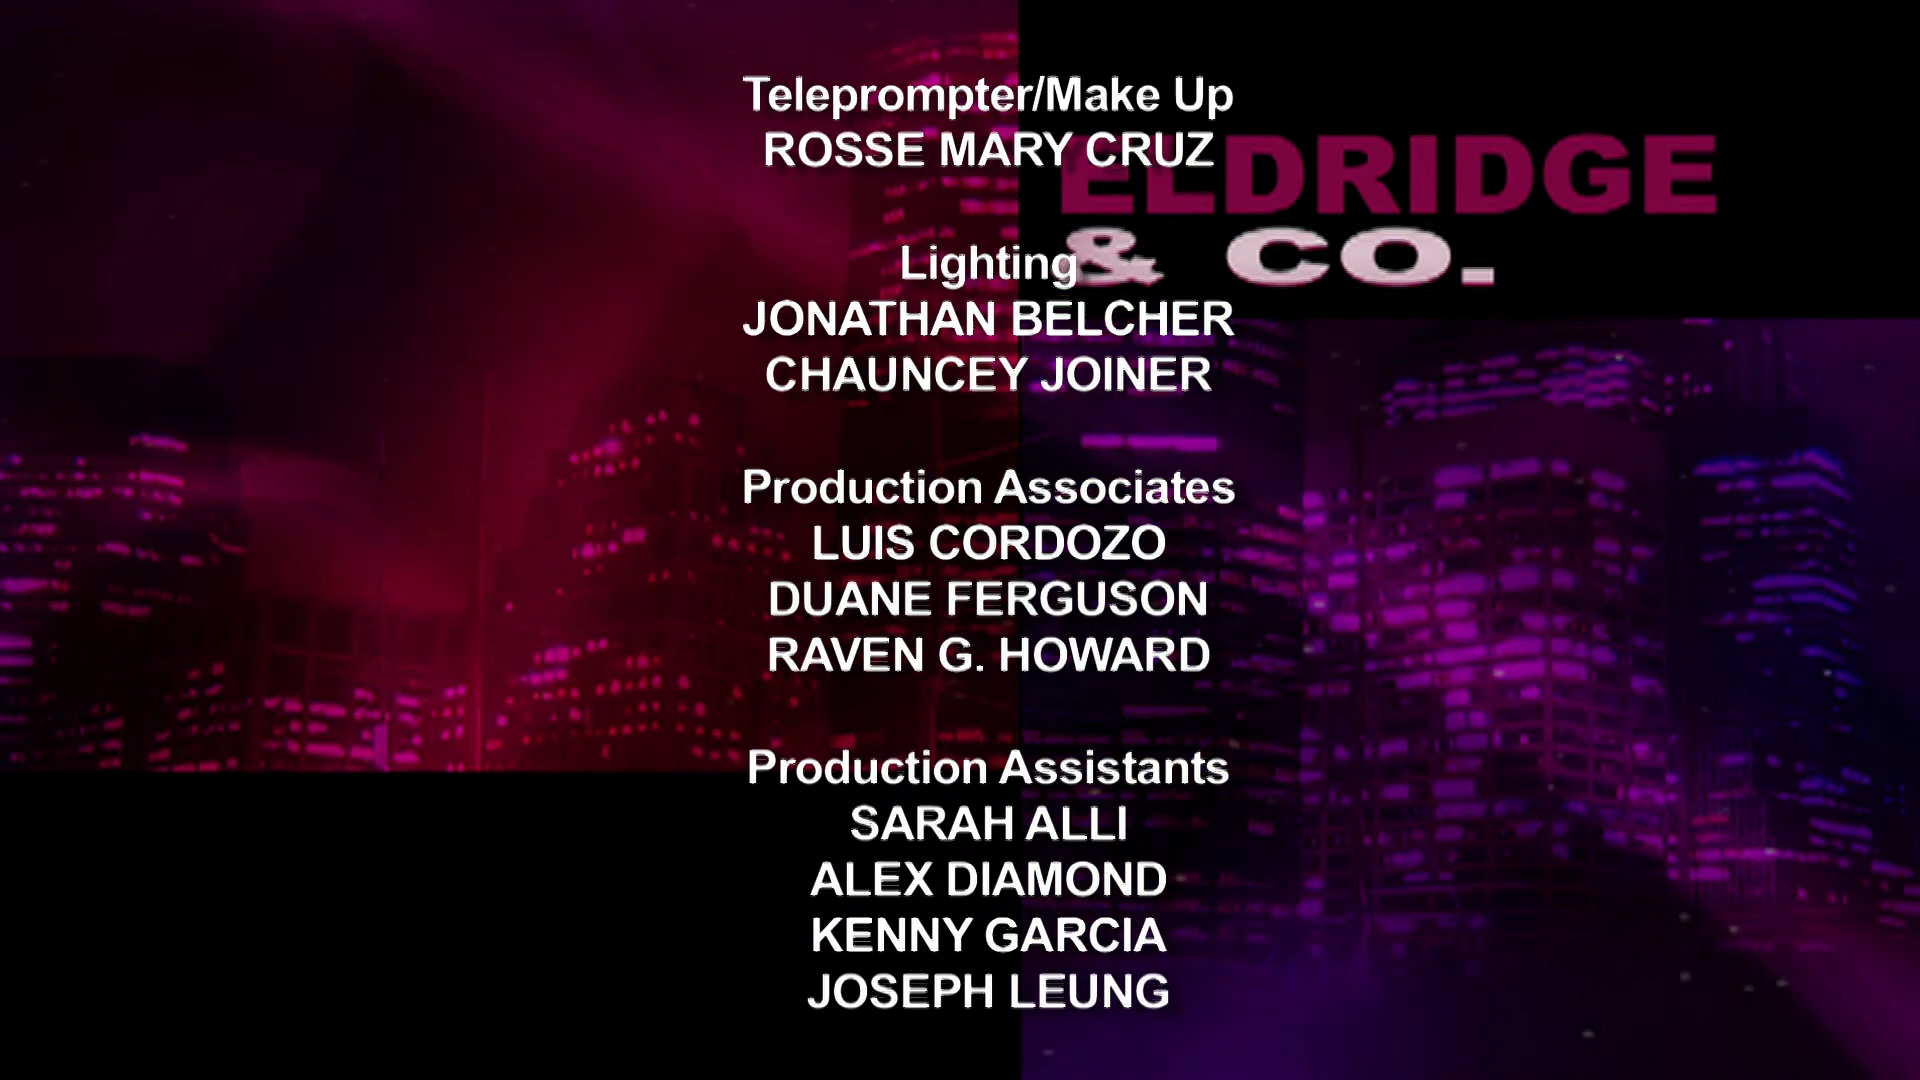 Teleprompter/Make Up
ROSSE MARY CRUZ
ELDRIDGE
& CO.
Lighting
JONATHAN BELCHER
CHAUNCEY JOINER
Production Associates
LUIS CORDOZO
DUANE FERGUSON
RAVEN G. HOWARD
Production Assistants
SARAH ALLI
ALEX DIAMOND
KENNY GARCIA
JOSEPH LEUNG